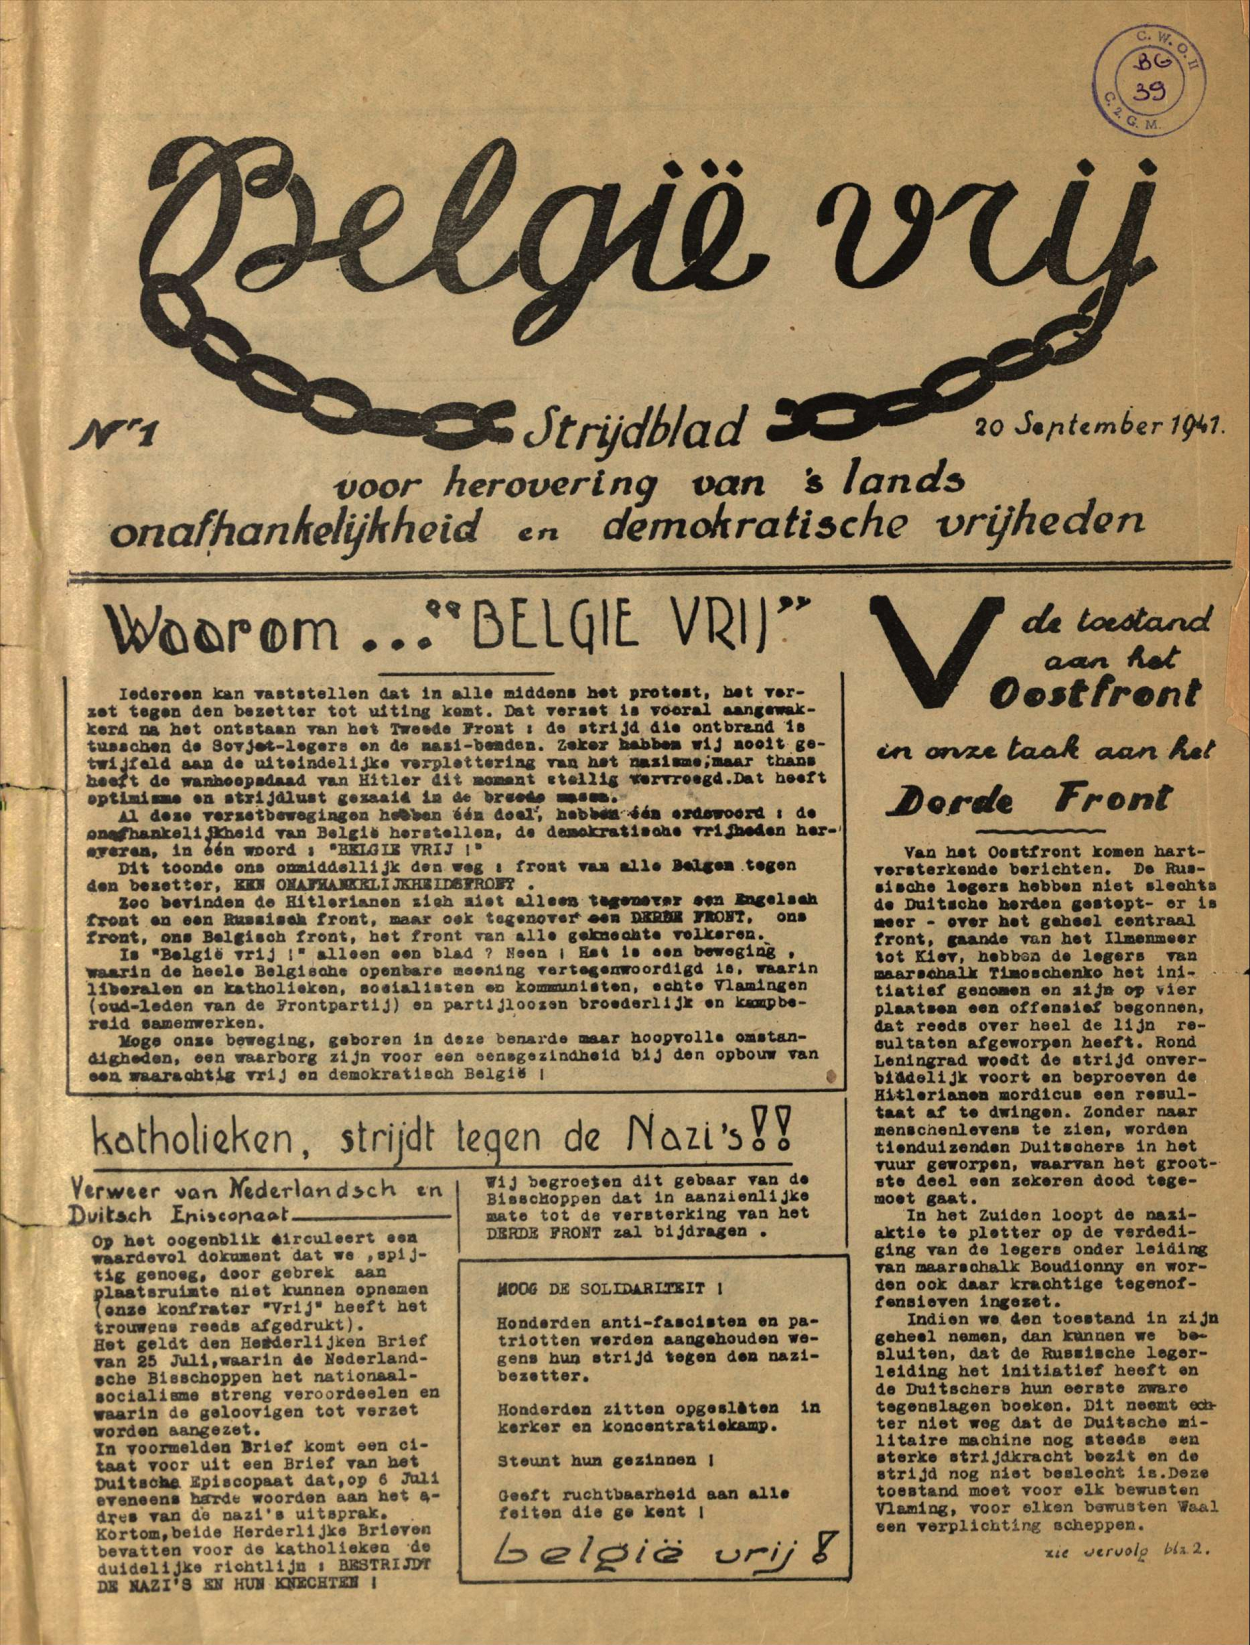 C. W. O. II
BG
39
C. 2. G. M.
België vrij
Nr 1
Strijdblad
20 September 1941.
voor herovering van 's lands
onafhankelijkheid en demokratische vrijheden
Waarom ... "BELGIE VRIJ"
Iedereen kan vaststellen dat in alle middens het protest, het ver-
zet tegen den bezetter tot uiting komt. Dat verzet is vooral aangewak-
kerd na het ontstaan van het Tweede Front : de strijd die ontbrand is
tusschen de Sovjet-legers en de nazi-benden. Zeker hebben wij nooit ge-
twijfeld aan de uiteindelijke verplettering van het nazisme;maar thans
heeft de wanhoopsdaad van Hitler dit moment stellig vervroegd.Dat heeft
optimisme en strijdlust gezaaid in de breede massa.
Al deze verzetbewegingen hebben één doel, hebben één ordewoord : de
onafhankelijkheid van België herstellen, de demokratische vrijheden her-
overen, in één woord : "BELGIE VRIJ !"
Dit toonde ons onmiddellijk den weg : front van alle Belgen tegen
den bezetter, EEN ONAFHANKELIJKHEIDSFRONT .
Zoo bevinden de Hitlerianen zich niet alleen tegenover een Engelsch
front en een Russisch front, maar ook tegenover een DERDE FRONT, ons
front, ons Belgisch front, het front van alle geknechte volkeren.
Is "België vrij !" alleen een blad ? Neen ! Het is een beweging ,
waarin de heele Belgische openbare meening vertegenwoordigd is, waarin
liberalen en katholieken, socialisten en kommunisten, echte Vlamingen
(oud-leden van de Frontpartij) en partijloozen broederlijk en kampbe-
reid samenwerken.
Moge onze beweging, geboren in deze benarde maar hoopvolle omstan-
digheden, een waarborg zijn voor een eensgezindheid bij den opbouw van
een waarachtig vrij en demokratisch België !
katholieken, strijdt tegen de Nazi's !!
Verweer van Nederlandsch en
Duitsch Episcopaat
Op het oogenblik circuleert een
waardevol dokument dat we ,spij-
tig genoeg, door gebrek aan
plaatsruimte niet kunnen opnemen
(onze konfrater "Vrij" heeft het
trouwens reeds afgedrukt).
Het geldt den Herderlijken Brief
van 25 Juli,waarin de Nederland-
sche Bisschoppen het nationaal-
socialisme streng veroordeelen en
waarin de geloovigen tot verzet
worden aangezet.
In voormelden Brief komt een ci-
taat voor uit een Brief van het
Duitsche Episcopaat dat,op 6 Juli
eveneens harde woorden aan het a-
dres van de nazi's uitsprak.
Kortom,beide Herderlijke Brieven
bevatten voor de katholieken de
duidelijke richtlijn : BESTRIJDT
DE NAZI'S EN HUN KNECHTEN !
Wij begroeten dit gebaar van de
Bisschoppen dat in aanzienlijke
mate tot de versterking van het
DERDE FRONT zal bijdragen .
HOOG DE SOLIDARITEIT !
Honderden anti-fascisten en pa-
triotten werden aangehouden we-
gens hun strijd tegen den nazi-
bezetter.
Honderden zitten opgesloten in
kerker en koncentratiekamp.
Steunt hun gezinnen !
Geeft ruchtbaarheid aan alle
feiten die ge kent !
belgië vrij !
V de toestand
aan het
Oostfront
in onze taak aan het
Derde Front
Van het Oostfront komen hart-
versterkende berichten. De Rus-
sische legers hebben niet slechts
de Duitsche horden gestopt- er is
meer - over het geheel centraal
front, gaande van het Ilmenmeer
tot Kiev, hebben de legers van
maarschalk Timoschenko het ini-
tiatief genomen en zijn op vier
plaatsen een offensief begonnen,
dat reeds over heel de lijn re-
sultaten afgeworpen heeft. Rond
Leningrad woedt de strijd onver-
biddelijk voort en beproeven de
Hitlerianen mordicus een resul-
taat af te dwingen. Zonder naar
menschenlevens te zien, worden
tienduizenden Duitschers in het
vuur geworpen, waarvan het groot-
ste deel een zekeren dood tege-
moet gaat.
In het Zuiden loopt de nazi-
aktie te pletter op de verdedi-
ging van de legers onder leiding
van maarschalk Boudionny en wor-
den ook daar krachtige tegenof-
fensieven ingezet.
Indien we den toestand in zijn
geheel nemen, dan kunnen we be-
sluiten, dat de Russische leger-
leiding het initiatief heeft en
de Duitschers hun eerste zware
tegenslagen boeken. Dit neemt ech-
ter niet weg dat de Duitsche mi-
litaire machine nog steeds een
sterke strijdkracht bezit en de
strijd nog niet beslecht is.Deze
toestand moet voor elk bewusten
Vlaming, voor elken bewusten Waal
een verplichting scheppen.
zie vervolg blz 2.